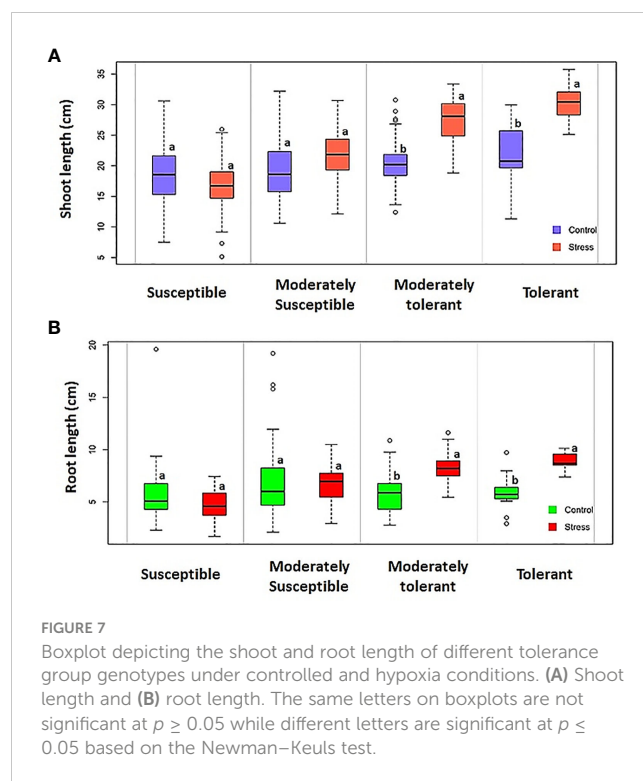 A
Shoot length (cm)
35
30
25
20
15
10
5
a
a
a
a
b
a
b
a
Control
Stress
Susceptible
Moderately
Susceptible
Moderately
tolerant
Tolerant
B
Root length (cm)
20
15
10
5
a
a
a
a
b
a
b
a
Control
Stress
Susceptible
Moderately
Susceptible
Moderately
tolerant
Tolerant
FIGURE 7
Boxplot depicting the shoot and root length of different tolerance
group genotypes under controlled and hypoxia conditions. (A) Shoot
length and (B) root length. The same letters on boxplots are not
significant at p ≥ 0.05 while different letters are significant at p ≤
0.05 based on the Newman–Keuls test.